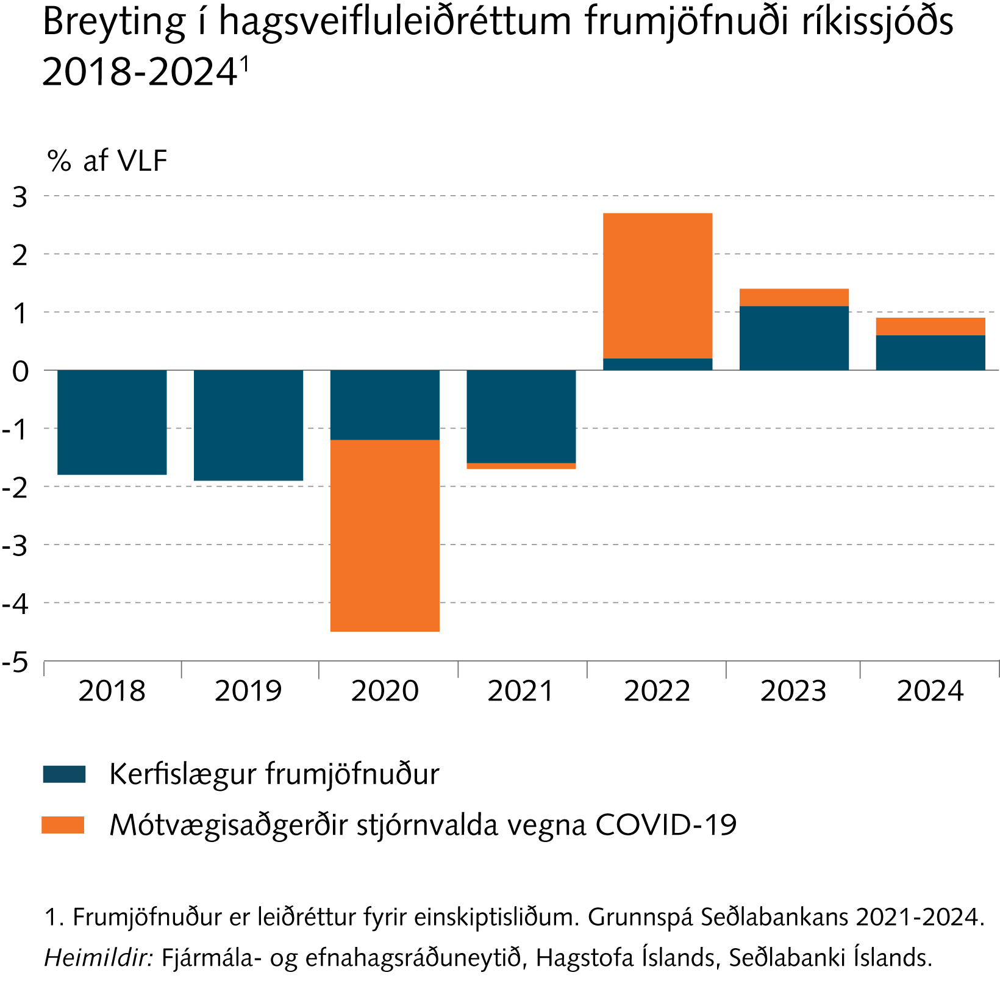 Breyting í hagsveifluleiðréttum frumjöfnuði ríkissjóðs
2018-2024¹
% af VLF
3
2
1
0
-1
-2
-3
-4
-5
2018 2019 2020 2021 2022 2023 2024
Kerfislægur frumjöfnuður
Mótvægisaðgerðir stjórnvalda vegna COVID-19
1. Frumjöfnuður er leiðréttur fyrir einskiptisliðum. Grunnspá Seðlabankans 2021-2024.
Heimildir: Fjármála- og efnahagsráðuneytið, Hagstofa Íslands, Seðlabanki Íslands.